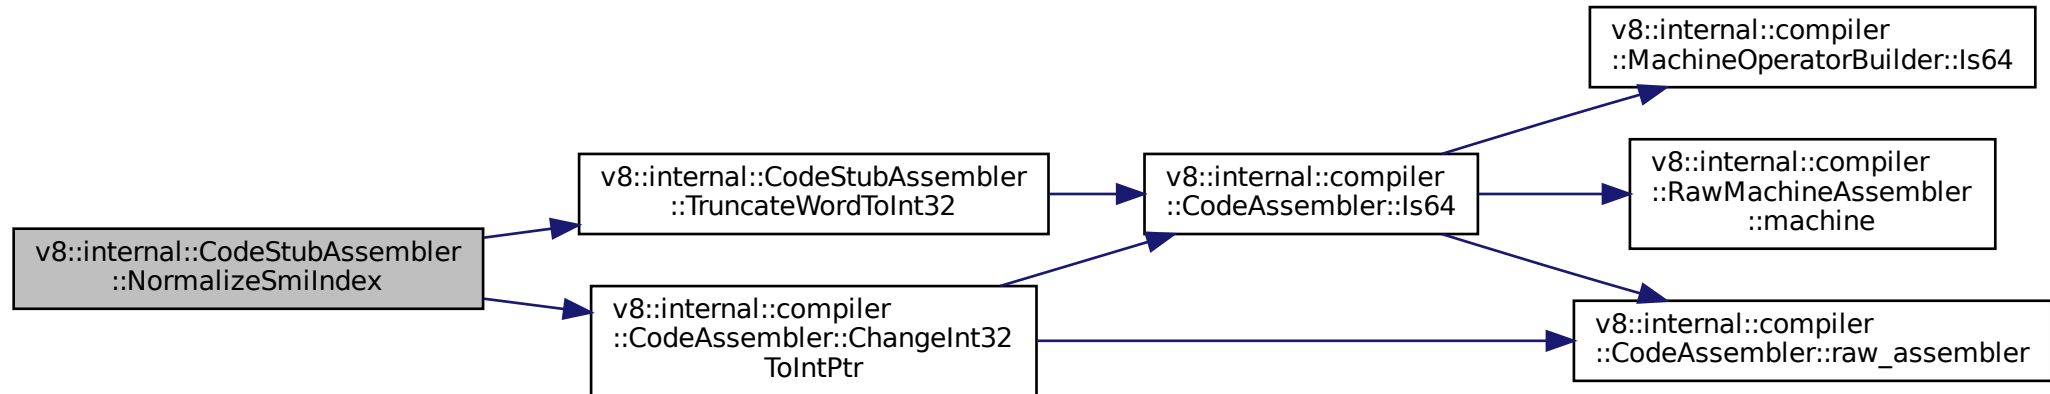 v8::internal::CodeStubAssembler
::NormalizeSmiIndex
v8::internal::CodeStubAssembler
::TruncateWordToInt32
v8::internal::compiler
::CodeAssembler::ChangeInt32
ToIntPtr
v8::internal::compiler
::CodeAssembler::Is64
v8::internal::compiler
::MachineOperatorBuilder::Is64
v8::internal::compiler
::RawMachineAssembler
::machine
v8::internal::compiler
::CodeAssembler::raw_assembler